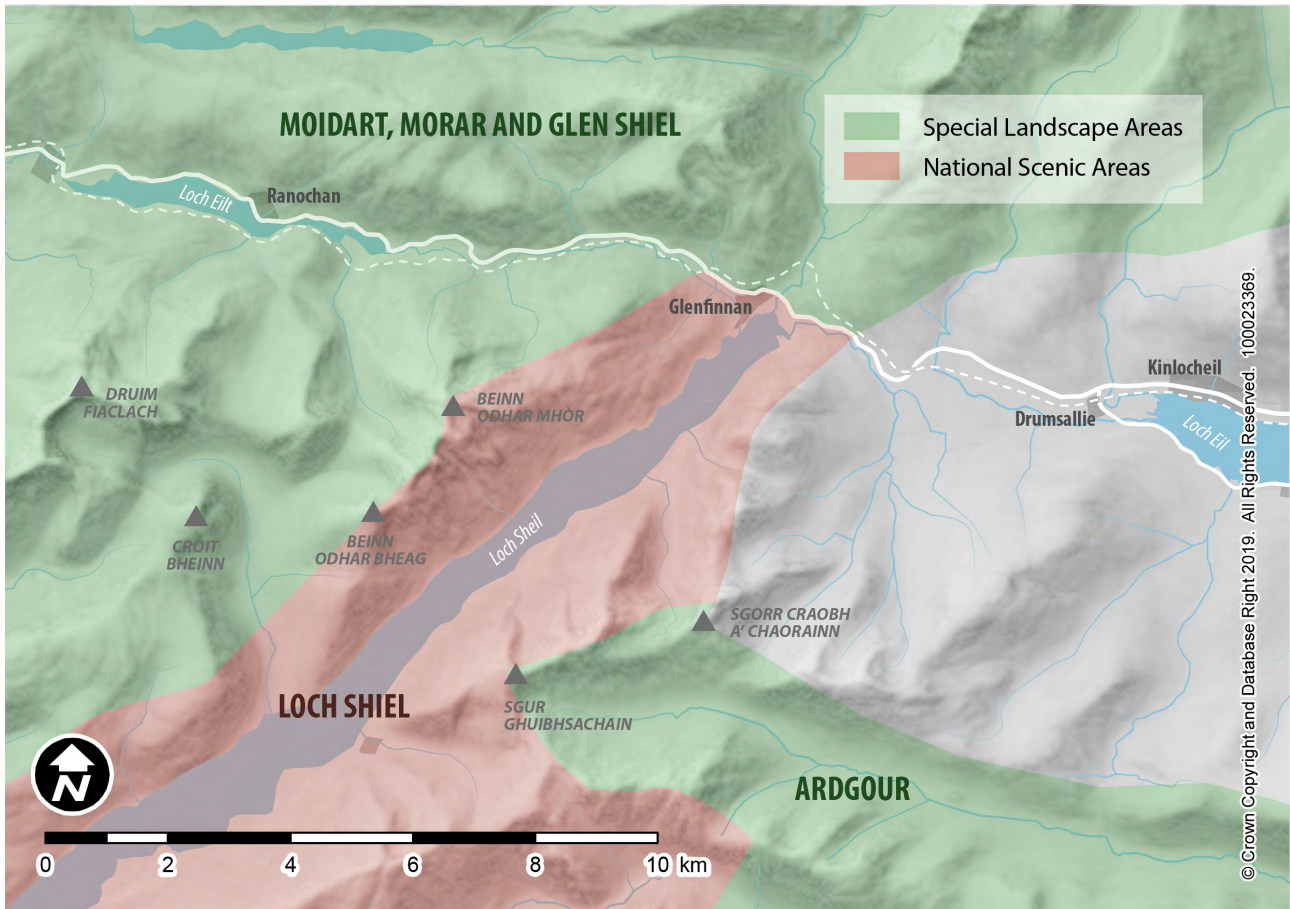 MOIDART, MORAR AND GLEN SHIEL
Special Landscape Areas
National Scenic Areas
Loch Eilt
Ranochan
Glenfinnan
Kinlocheil
Drumsallie
Loch Eil
DRUIM
FIACLACH
BEINN
ODHAR MHÒR
CROIT
BHEINN
BEINN
ODHAR BHEAG
Loch Sheil
SGORR CRAOBH
A' CHAORAINN
LOCH SHIEL
SGUR
GHUIBHSACHAIN
ARDGOUR
N
0 2 4 6 8 10 km
© Crown Copyright and Database Right 2019. All Rights Reserved. 100023369.